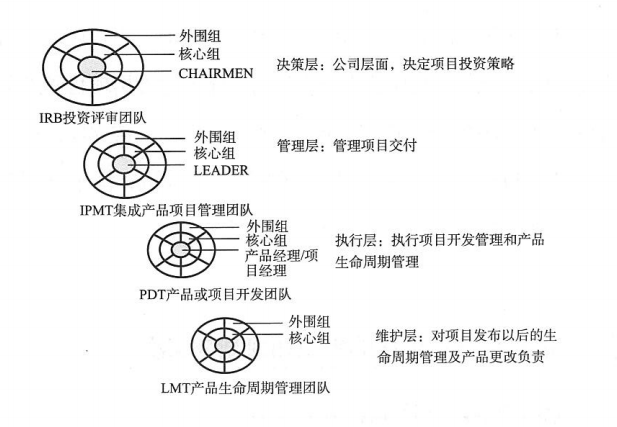 外围组
核心组
CHAIRMEN
决策层：公司层面，决定项目投资策略
IRB投资评审团队
外围组
核心组
LEADER
管理层：管理项目交付
IPMT集成产品项目管理团队
外围组
核心组
产品经理/项
目经理
执行层：执行项目开发管理和产品
生命周期管理
PDT产品或项目开发团队
外围组
核心组
维护层：对项目发布以后的生
命周期管理及产品更改负责
LMT产品生命周期管理团队